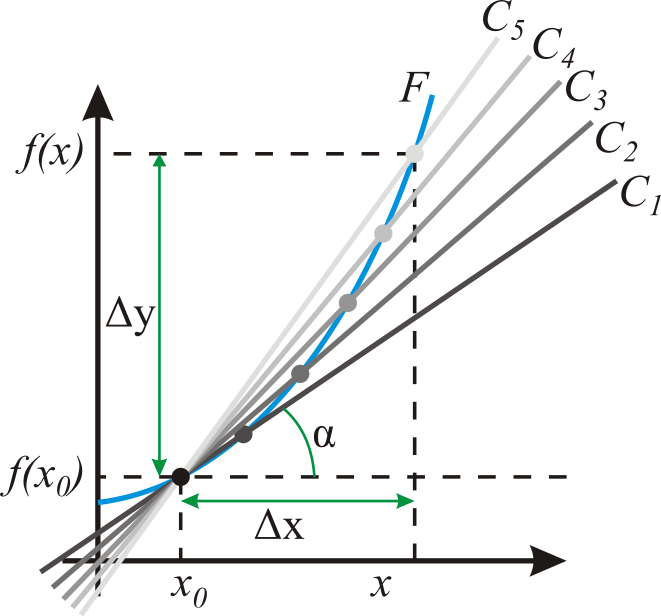 C₅
C₄
F
C₃
C₂
f(x)
C₁
Δy
α
f(x₀)
Δx
x₀
x